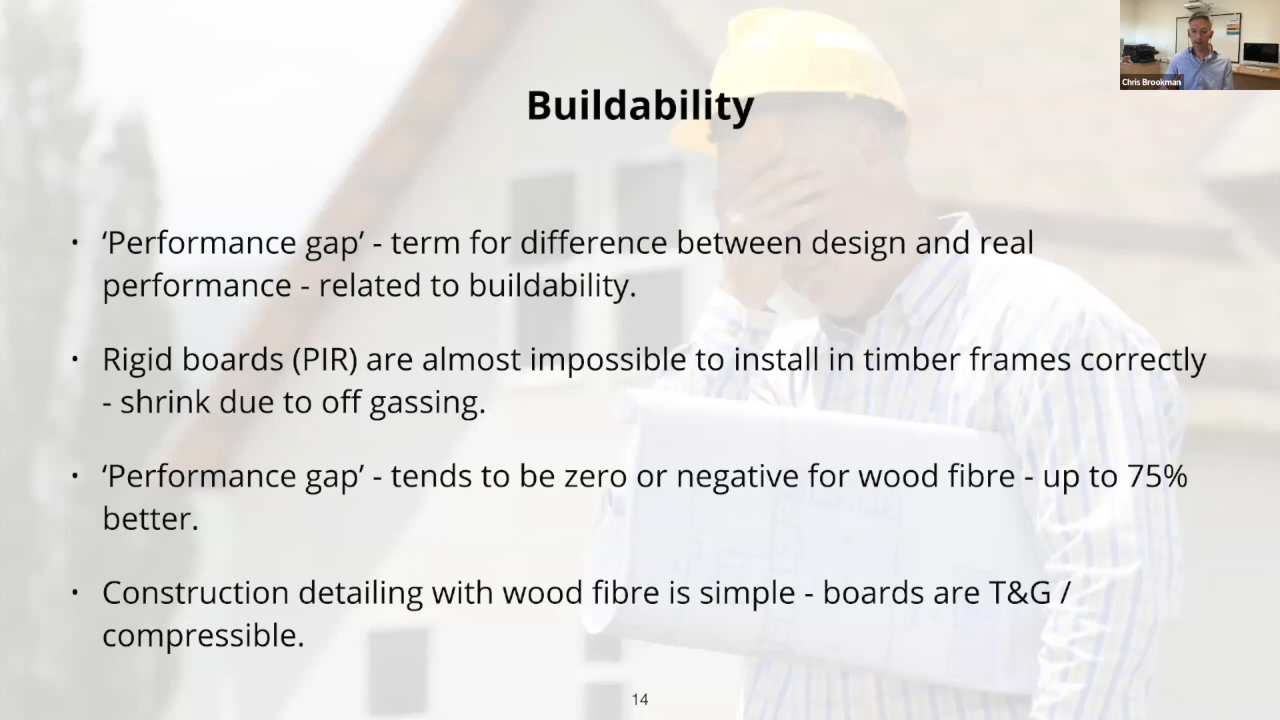 Chris Brookman
Buildability
• ‘Performance gap’ - term for difference between design and real
performance - related to buildability.
• Rigid boards (PIR) are almost impossible to install in timber frames correctly
- shrink due to off gassing.
• ‘Performance gap’ - tends to be zero or negative for wood fibre - up to 75%
better.
• Construction detailing with wood fibre is simple - boards are T&G /
compressible.
14